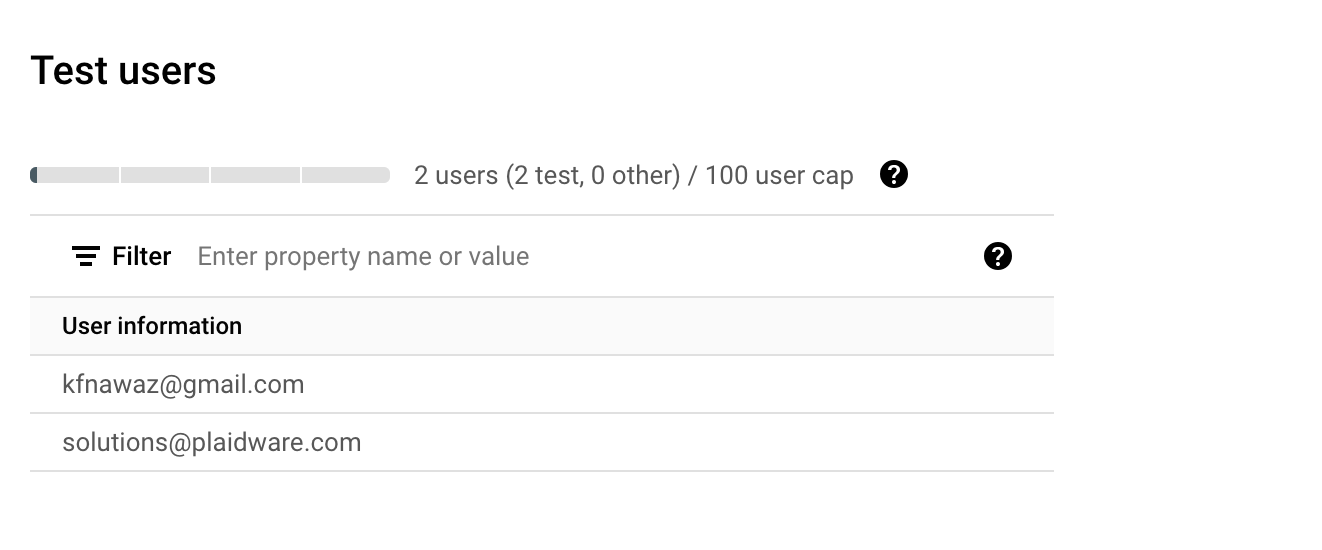 Test users
2 users (2 test, 0 other) / 100 user cap
Filter Enter property name or value
User information
kfnawaz@gmail.com
solutions@plaidware.com